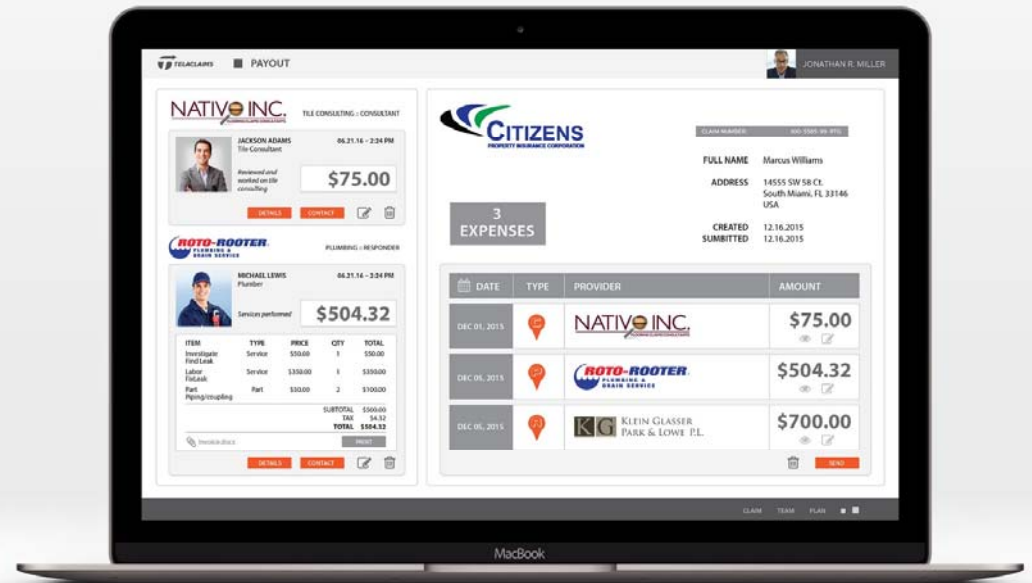 TELACLAIMS
PAYOUT
JONATHAN R. MILLER
NATIVO INC.
TILE CONSULTING :: CONSULTANT
JACKSON ADAMS
06.21.16 - 2:24 PM
Tile Consultant
Reviewed and
worked on tile
consulting
$75.00
DETAILS
CONTACT
ROTO-ROOTER
PLUMBING &
DRAIN SERVICE
PLUMBING :: RESPONDER
MICHAEL LEWIS
06.21.16 - 2:24 PM
Plumber
Services performed
$504.32
ITEM TYPE PRICE QTY TOTAL
Investigate Service $50.00 1 $50.00
Find Leak
Labor Service $350.00 1 $350.00
Fix Leak
Part Part $50.00 2 $100.00
Piping/coupling
SUBTOTAL $500.00
TAX $4.32
TOTAL $504.32
Invoice.docx
PRINT
DETAILS
CONTACT
CITIZENS
PROPERTY INSURANCE CORPORATION
CLAIM NUMBER
FULL NAME Marcus Williams
ADDRESS 14555 SW 58 Ct.
South Miami, FL 33146
USA
CREATED 12.16.2015
SUMBITTED 12.16.2015
3
EXPENSES
DATE TYPE PROVIDER AMOUNT
DEC 01, 2015
NATIVO INC.
$75.00
DEC 05, 2015
ROTO-ROOTER
PLUMBING &
DRAIN SERVICE
$504.32
DEC 05, 2015
KG
KLEIN GLASSER
PARK & LOWE P.L.
$700.00
SEND
CLAIM TEAM PLAN
MacBook